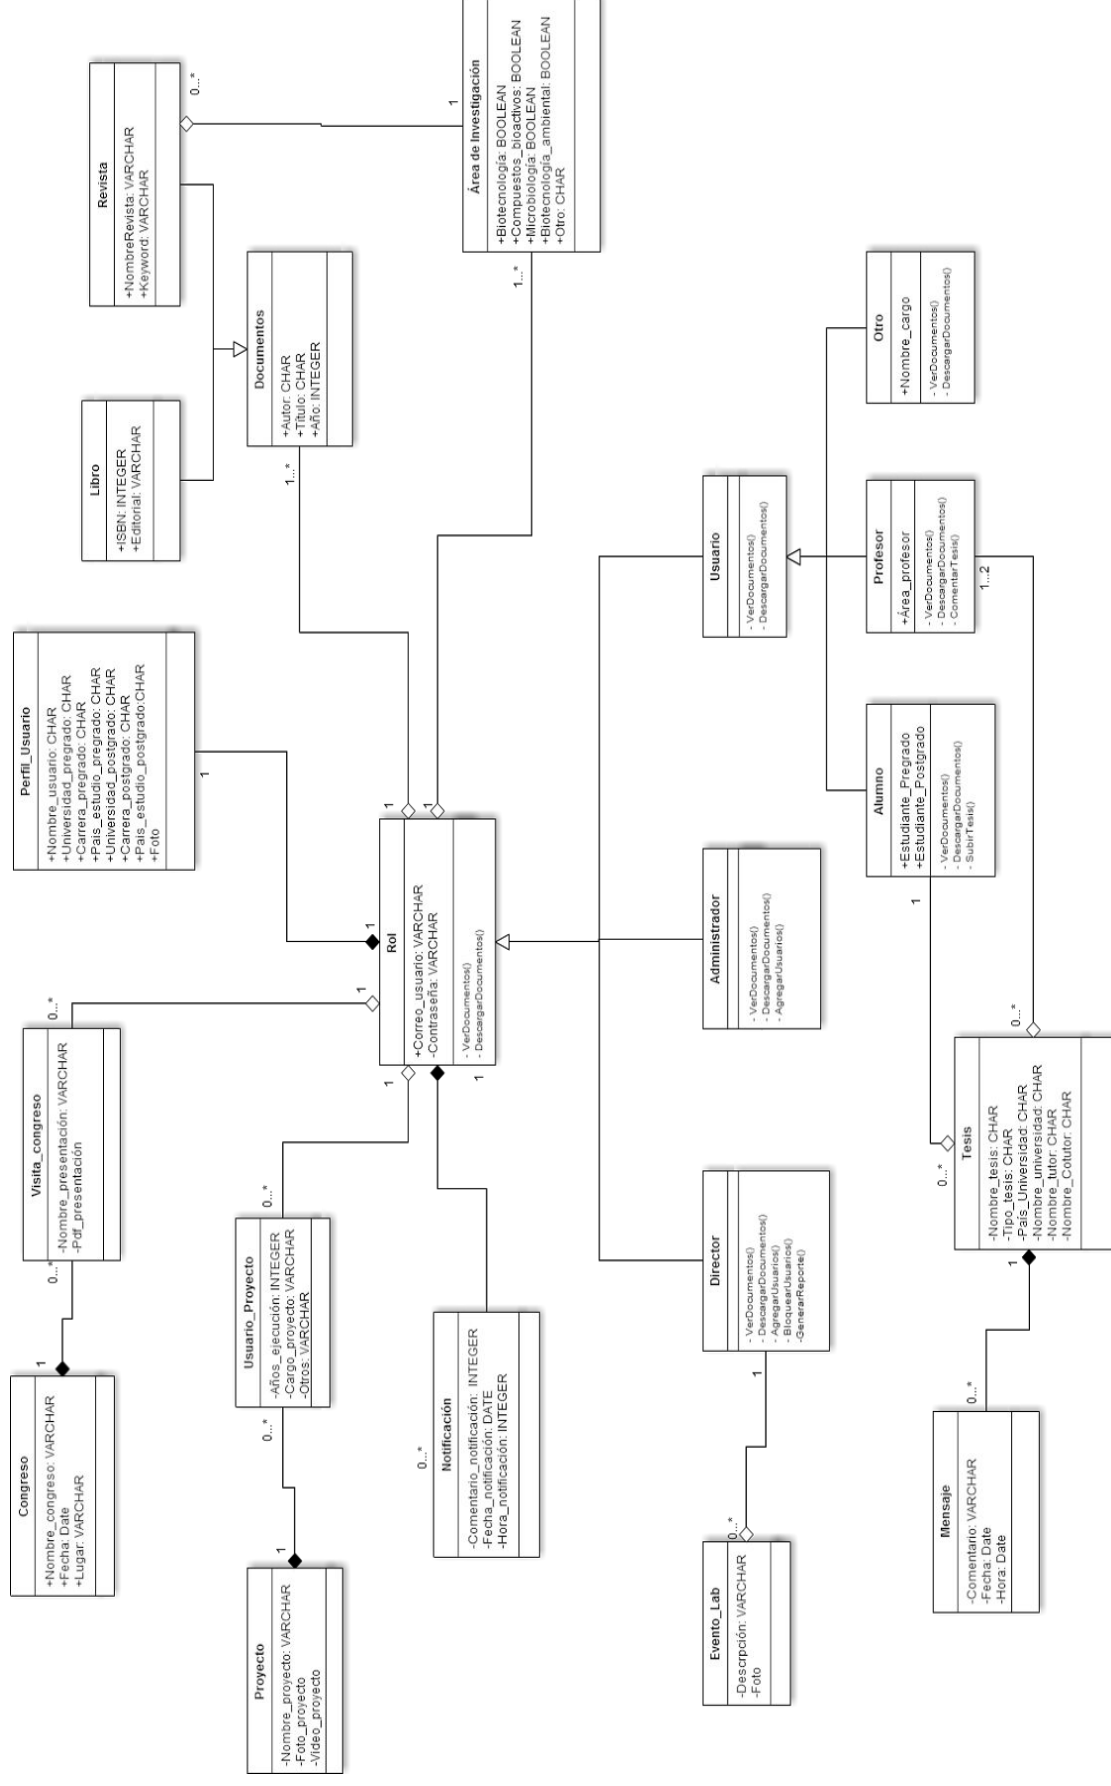 Congreso
+Nombre_congreso: VARCHAR
+Fecha: Date
+Lugar: VARCHAR
1
0...*
Visita_congreso
-Nombre_presentación: VARCHAR
-Pdf_presentación
0...*
1
Perfil_Usuario
+Nombre_usuario: CHAR
+Universidad_pregrado: CHAR
+Carrera_pregrado: CHAR
+Pais_estudio_pregrado: CHAR
+Universidad_postgrado: CHAR
+Carrera_postgrado: CHAR
+Pais_estudio_postgrado:CHAR
+Foto
1
1
Libro
+ISBN: INTEGER
+Editorial: VARCHAR
Revista
+NombreRevista: VARCHAR
+Keyword: VARCHAR
0...*
1
Proyecto
-Nombre_proyecto: VARCHAR
-Foto_proyecto
-Video_proyecto
1
0...*
Usuario_Proyecto
-Años_ejecución: INTEGER
-Cargo_proyecto: VARCHAR
-Otros: VARCHAR
0...*
1
Documentos
+Autor: CHAR
+Título: CHAR
+Año: INTEGER
1...*
1
Rol
+Correo_usuario: VARCHAR
-Contraseña: VARCHAR
- VerDocumentos()
- DescargarDocumentos()
1
1
Notificación
-Comentario_notificación: INTEGER
-Fecha_notificación: DATE
-Hora_notificación: INTEGER
0...*
Área de Investigación
+Biotecnología: BOOLEAN
+Compuestos_bioactivos: BOOLEAN
+Microbiología: BOOLEAN
+Biotecnología_ambiental: BOOLEAN
+Otro: CHAR
1...*
Evento_Lab
-Descrpción: VARCHAR
-Foto
0...*
1
Director
- VerDocumentos()
- DescargarDocumentos()
- AgregarUsuarios()
- BloquearUsuarios()
-GenerarReporte()
Administrador
- VerDocumentos()
- DescargarDocumentos()
- AgregarUsuarios()
Usuario
- VerDocumentos()
- DescargarDocumentos()
Alumno
+Estudiante_Pregrado
+Estudiante_Postgrado
- VerDocumentos()
- DescargarDocumentos()
- SubirTesis()
1
Profesor
+Área_profesor
- VerDocumentos()
- DescargarDocumentos()
- ComentarTesis()
1...2
Otro
+Nombre_cargo
- VerDocumentos()
- DescargarDocumentos()
Mensaje
-Comentario: VARCHAR
-Fecha: Date
-Hora: Date
0...*
1
Tesis
-Nombre_tesis: CHAR
-Tipo_tesis: CHAR
-País_Universidad: CHAR
-Nombre_universidad: CHAR
-Nombre_tutor: CHAR
-Nombre_Cotutor: CHAR
0...*
0...*